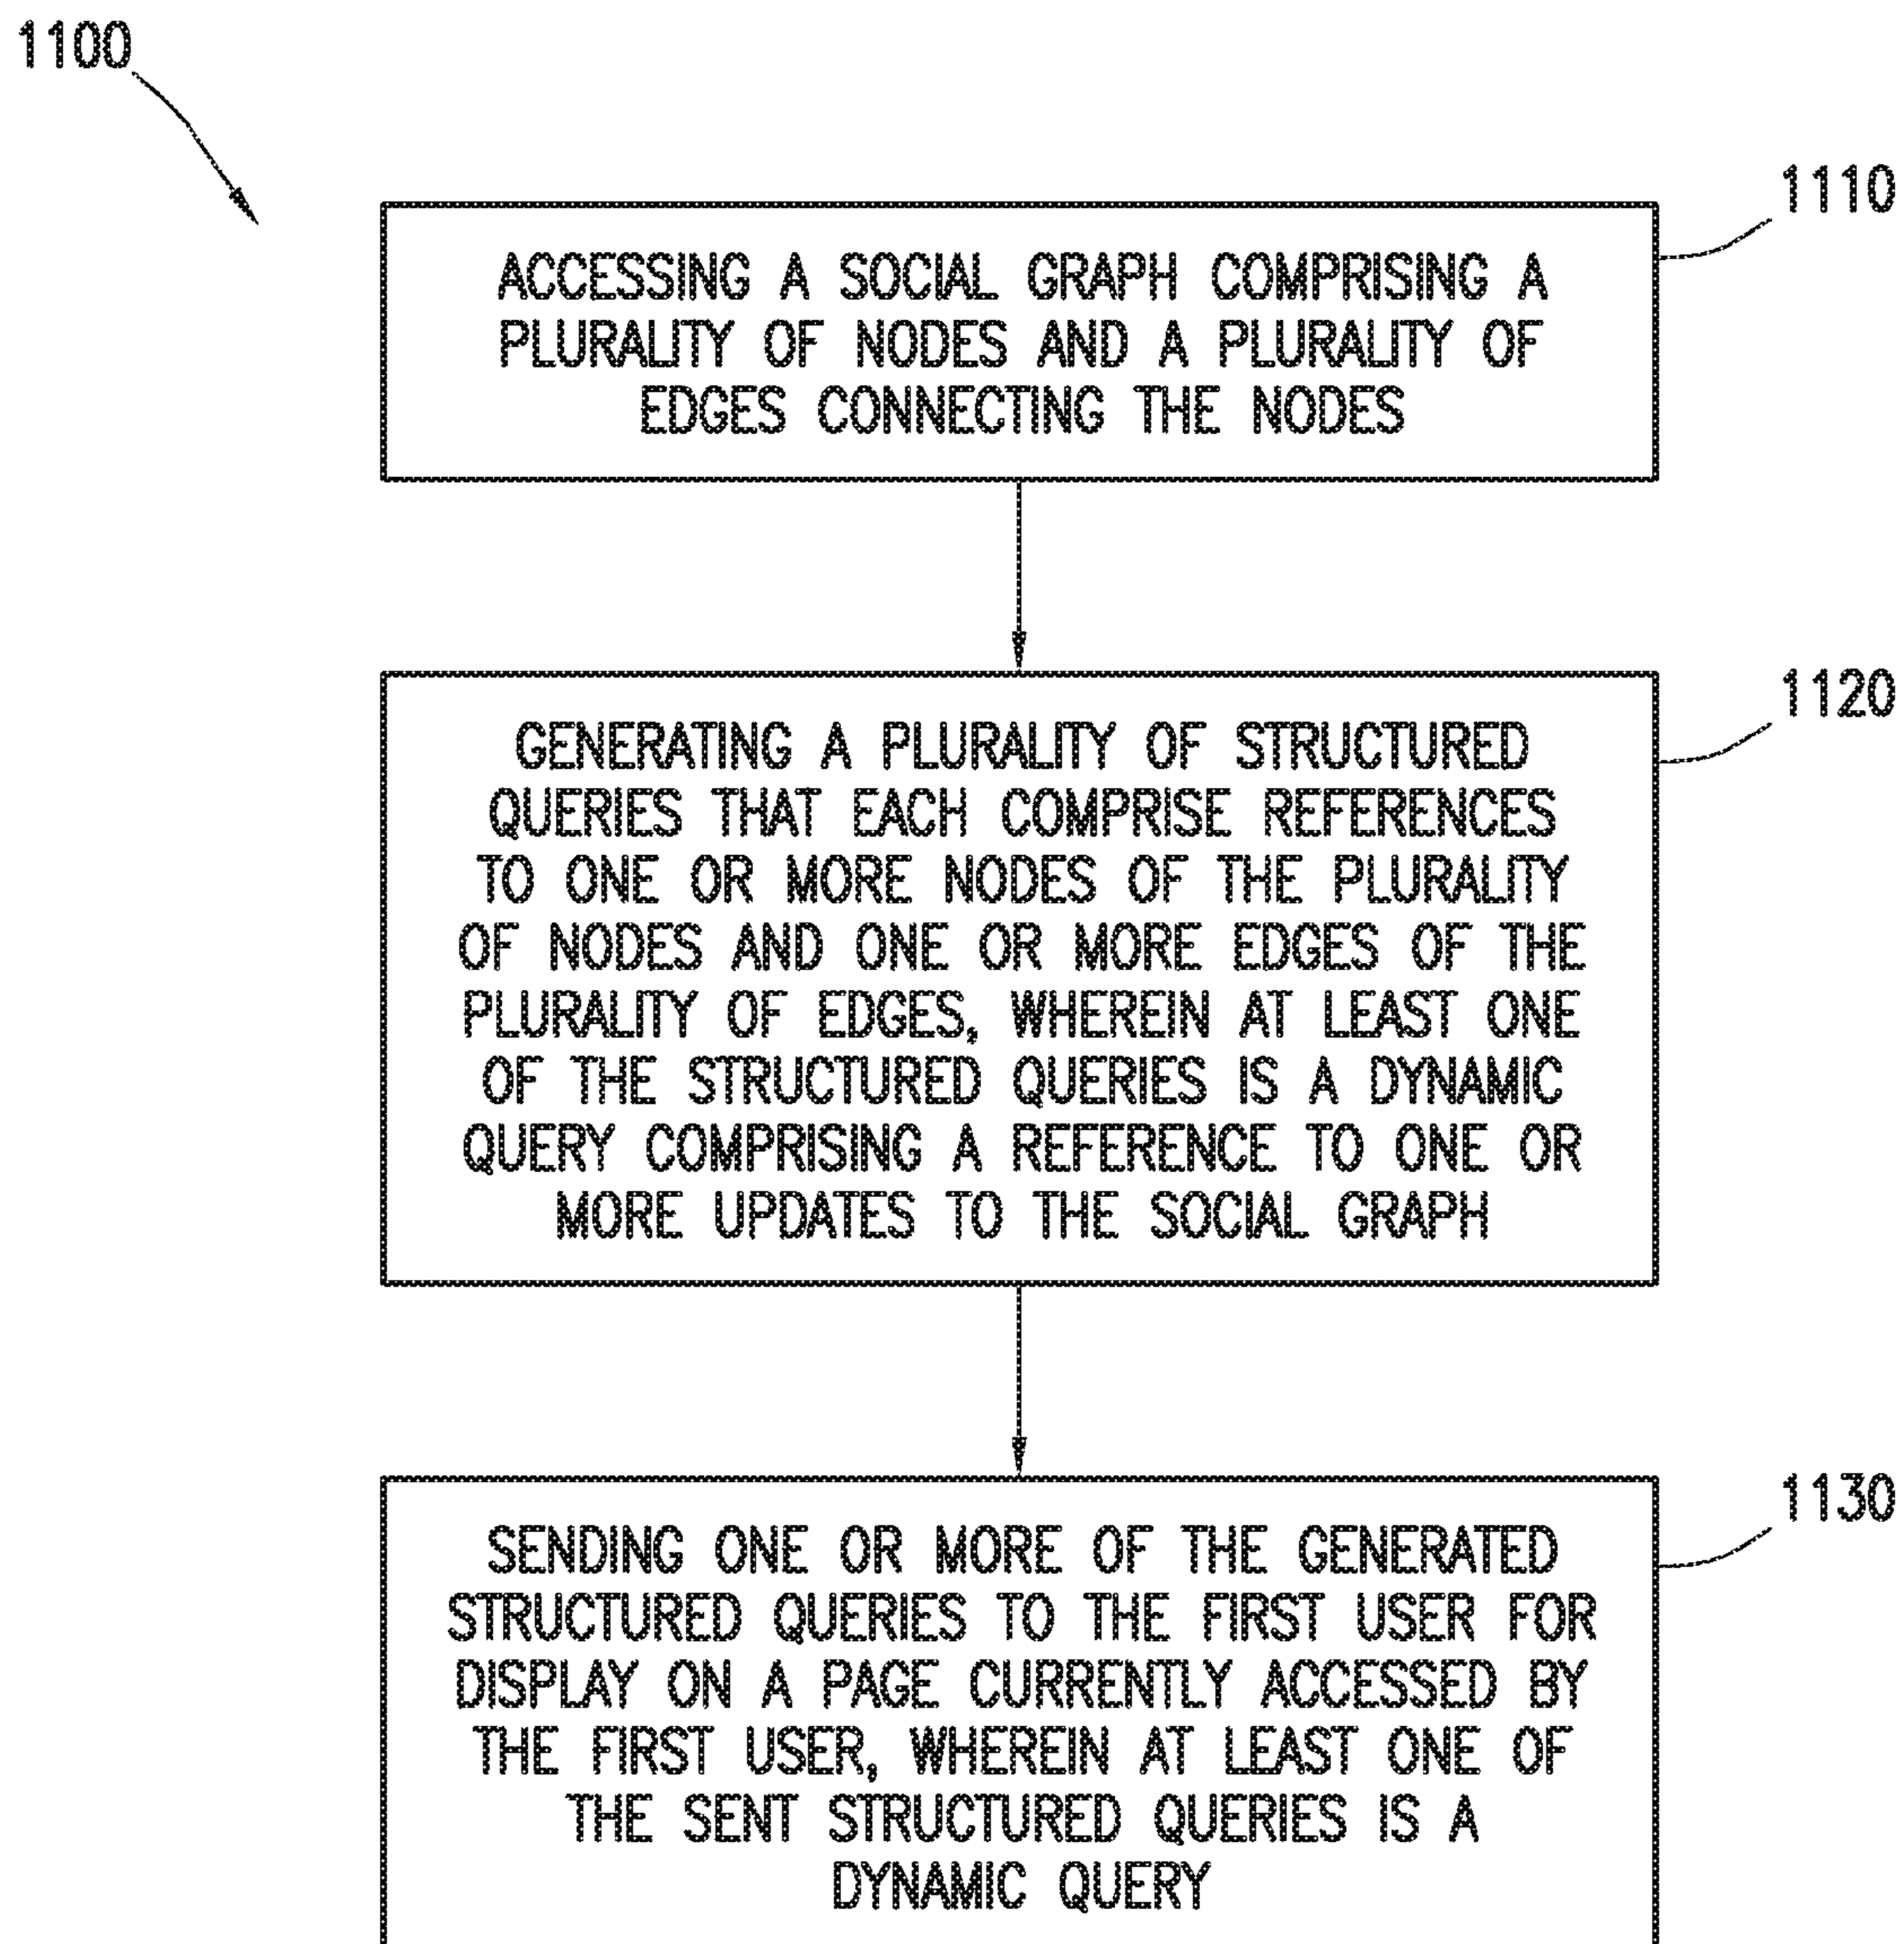 1100
1110
ACCESSING A SOCIAL GRAPH COMPRISING A
PLURALITY OF NODES AND A PLURALITY OF
EDGES CONNECTING THE NODES
1120
GENERATING A PLURALITY OF STRUCTURED
QUERIES THAT EACH COMPRISE REFERENCES
TO ONE OR MORE NODES OF THE PLURALITY
OF NODES AND ONE OR MORE EDGES OF THE
PLURALITY OF EDGES, WHEREIN AT LEAST ONE
OF THE STRUCTURED QUERIES IS A DYNAMIC
QUERY COMPRISING A REFERENCE TO ONE OR
MORE UPDATES TO THE SOCIAL GRAPH
1130
SENDING ONE OR MORE OF THE GENERATED
STRUCTURED QUERIES TO THE FIRST USER FOR
DISPLAY ON A PAGE CURRENTLY ACCESSED BY
THE FIRST USER, WHEREIN AT LEAST ONE OF
THE SENT STRUCTURED QUERIES IS A
DYNAMIC QUERY